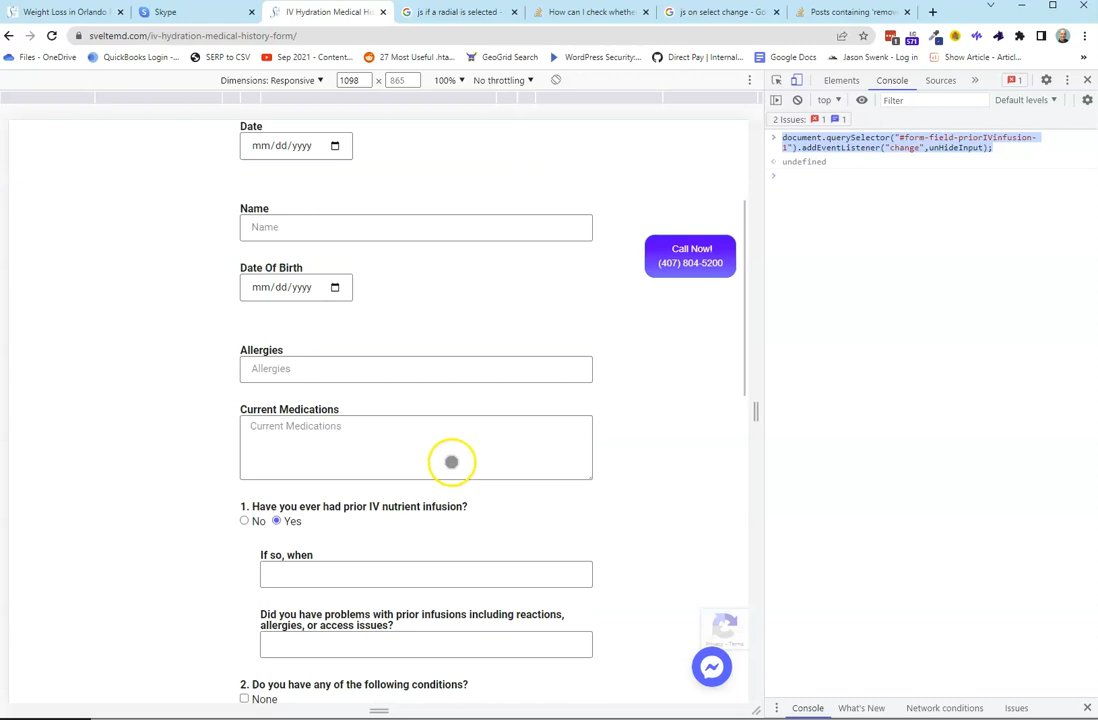 Weight Loss in Orlando
Skype
IV Hydration Medical His
js if a radial is selected -
How can I check whethe
js on select change - Go
Posts containing 'remov
sveltemd.com/iv-hydration-medical-history-form/
Files - OneDrive
QuickBooks Login -...
SERP to CSV
Sep 2021 - Content...
27 Most Useful .hta...
GeoGrid Search
WordPress Security:...
Direct Pay | Internal...
Google Docs
Jason Swenk - Log in
Show Article - Articl...
Dimensions: Responsive
1098
×
865
100%
No throttling
Elements
Console
Sources
1
top
Filter
Default levels
2 Issues:
1
1
document.querySelector("#form-field-priorIVinfusion-
1").addEventListener("change",unHideInput);
undefined
Date
mm/dd/yyyy
Name
Name
Date Of Birth
mm/dd/yyyy
Allergies
Allergies
Current Medications
Current Medications
1. Have you ever had prior IV nutrient infusion?
No
Yes
If so, when
Did you have problems with prior infusions including reactions,
allergies, or access issues?
2. Do you have any of the following conditions?
None
Call Now!
(407) 804-5200
Privacy - Terms
Console
What's New
Network conditions
Issues